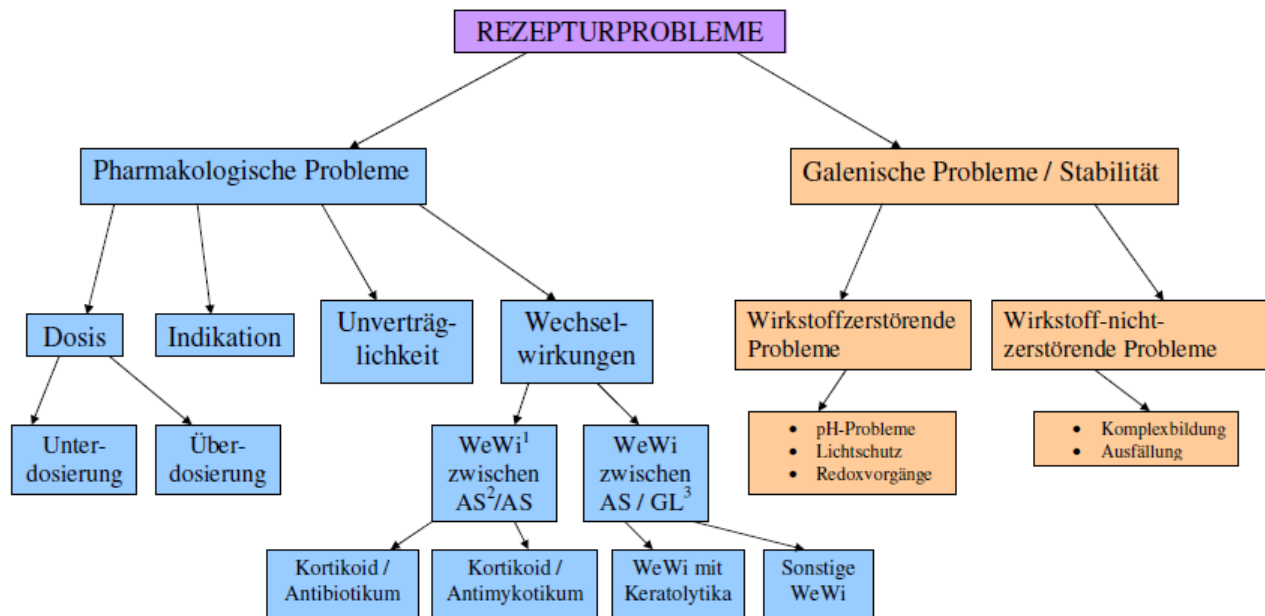 REZEPTURPROBLEME
Pharmakologische Probleme
Galenische Probleme / Stabilität
Dosis
Indikation
Unverträg-
lichkeit
Wechsel-
wirkungen
Wirkstoffzerstörende
Probleme
Wirkstoff-nicht-
zerstörende Probleme
Unter-
dosierung
Über-
dosierung
WeWi¹
zwischen
AS²/AS
WeWi
zwischen
AS / GL³
• pH-Probleme
• Lichtschutz
• Redoxvorgänge
• Komplexbildung
• Ausfällung
Kortikoid /
Antibiotikum
Kortikoid /
Antimykotikum
WeWi mit
Keratolytika
Sonstige
WeWi